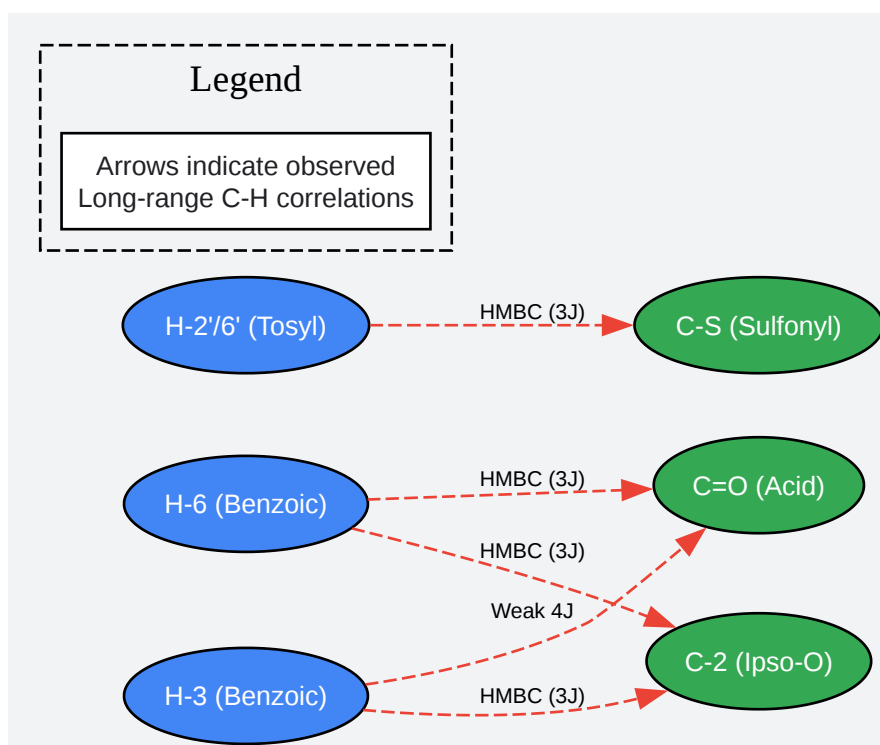 Legend
Arrows indicate observed
Long-range C-H correlations
H-2'/6' (Tosyl)
HMBC (3J)
C-S (Sulfonyl)
H-6 (Benzoic)
HMBC (3J)
C=O (Acid)
HMBC (3J)
Weak 4J
H-3 (Benzoic)
HMBC (3J)
C-2 (Ipso-O)